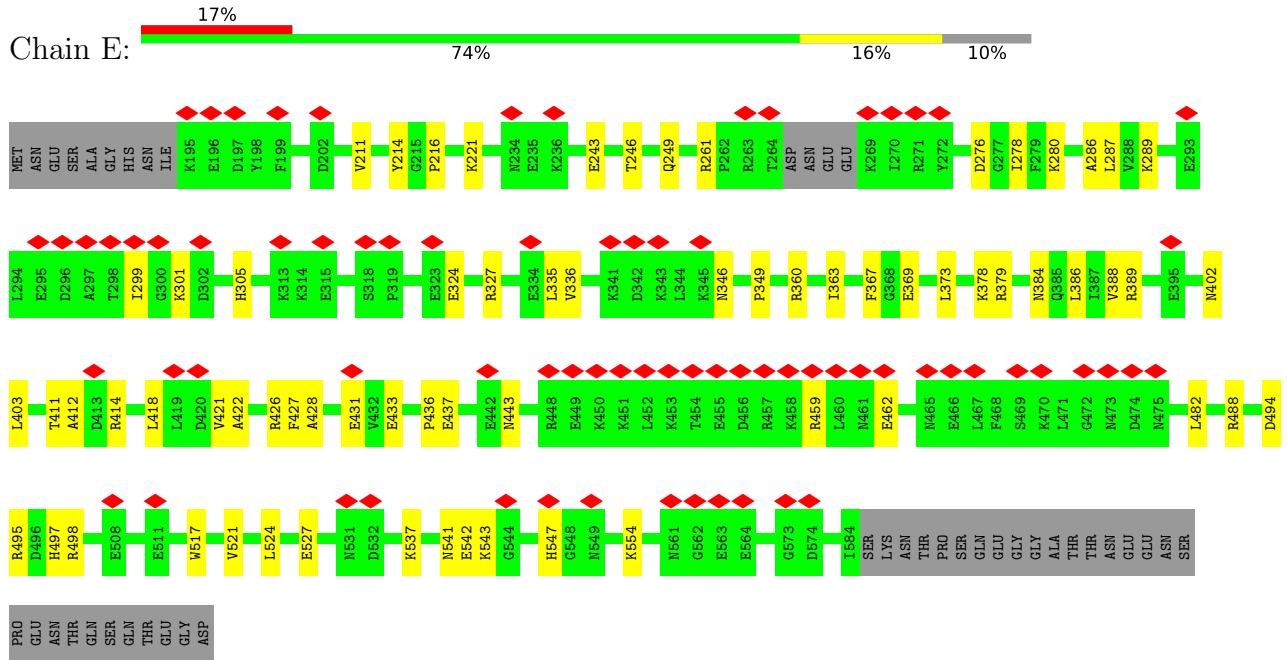 17%
Chain E:
74% 16% 10%
MET ASN GLU SER ALA GLY HIS ASN ILE K195 E196 D197 Y198 F199 D202 V211 Y214 G215 P216 K221 N234 E235 K236 E243 T246 Q249 R261 P262 R263 T264 ASP ASN GLU GLU K269 I270 R271 Y272 D276 G277 I278 F279 K280 A286 L287 V288 K289 E293
L294 E295 D296 A297 T298 I299 G300 K301 D302 H305 K313 K314 E315 S318 P319 E323 E324 R327 E334 L335 V336 K341 D342 K343 L344 K345 N346 P349 R360 I363 F367 G368 E369 L373 K378 R379 N384 Q385 L386 I387 V388 R389 E395 N402
L403 T411 A412 D413 R414 L418 L419 D420 V421 A422 R426 F427 A428 E431 V432 E433 P436 E437 E442 N443 R448 E449 K450 K451 L452 K453 T454 E455 D456 R457 K458 R459 L460 N461 E462 N465 E466 L467 F468 S469 K470 L471 G472 N473 D474 N475 L482 R488 D494
R495 D496 H497 R498 E508 E511 W517 V521 L524 E527 N531 D532 K537 N541 E542 K543 G544 H547 G548 N549 K554 N561 G562 E563 E564 G573 D574 I584 SER LYS ASN THR PRO SER GLN GLU GLY GLY ALA THR THR ASN GLU GLU ASN SER
PRO GLU ASN THR GLN SER GLN THR GLU GLY ASP